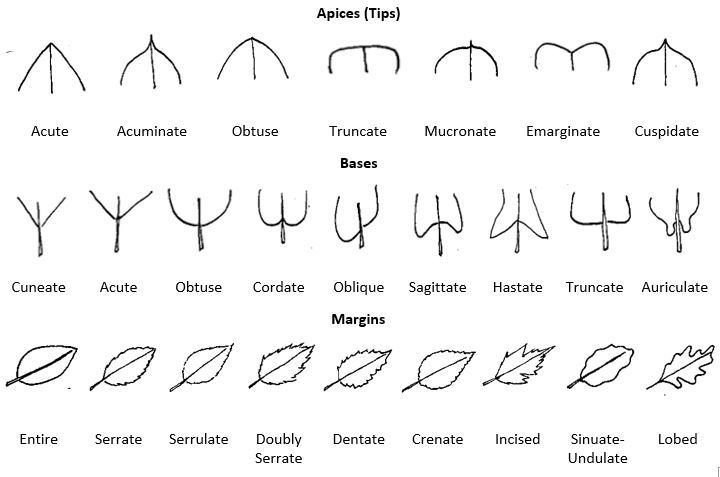 Apices (Tips)
Acute Acuminate Obtuse Truncate Mucronate Emarginate Cuspidate
Bases
Cuneate Acute Obtuse Cordate Oblique Sagittate Hastate Truncate Auriculate
Margins
Entire Serrate Serrulate Doubly Serrate Dentate Crenate Incised Sinuate-Undulate Lobed